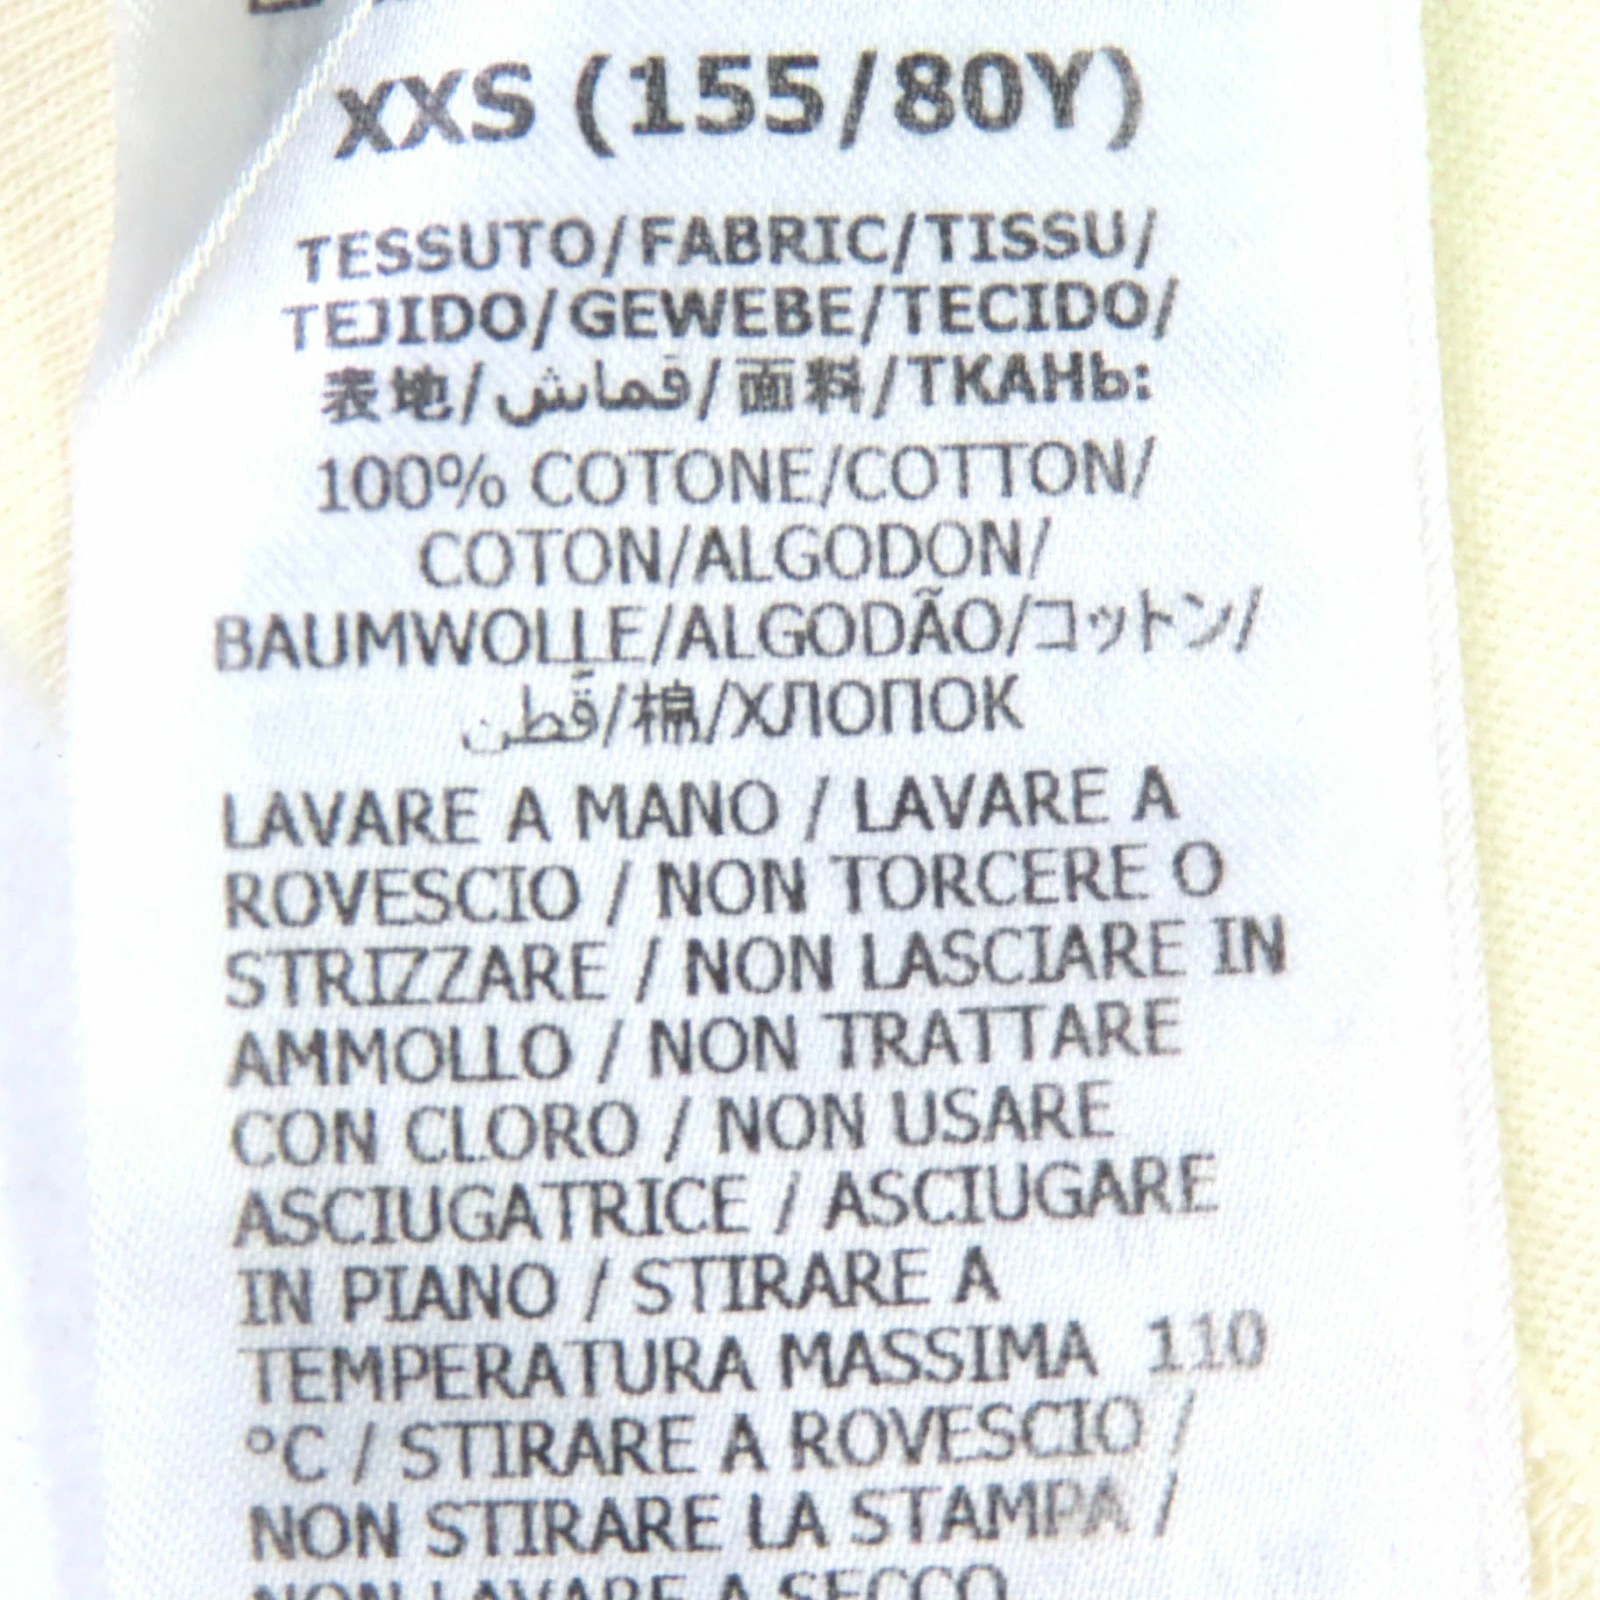 XXS (155/80Y)
TESSUTO/FABRIC/TISSU/
TEJIDO/GEWEBE/TECIDO/
表地/قماش/面料/ТКАНЬ:
100% COTONE/COTTON/
COTON/ALGODON/
BAUMWOLLE/ALGODÃO/コットン/
قطن/棉/ХЛОПОК
LAVARE A MANO / LAVARE A
ROVESCIO / NON TORCERE O
STRIZZARE / NON LASCIARE IN
AMMOLLO / NON TRATTARE
CON CLORO / NON USARE
ASCIUGATRICE / ASCIUGARE
IN PIANO / STIRARE A
TEMPERATURA MASSIMA 110
°C / STIRARE A ROVESCIO /
NON STIRARE LA STAMPA /
NON LAVARE A SECCO